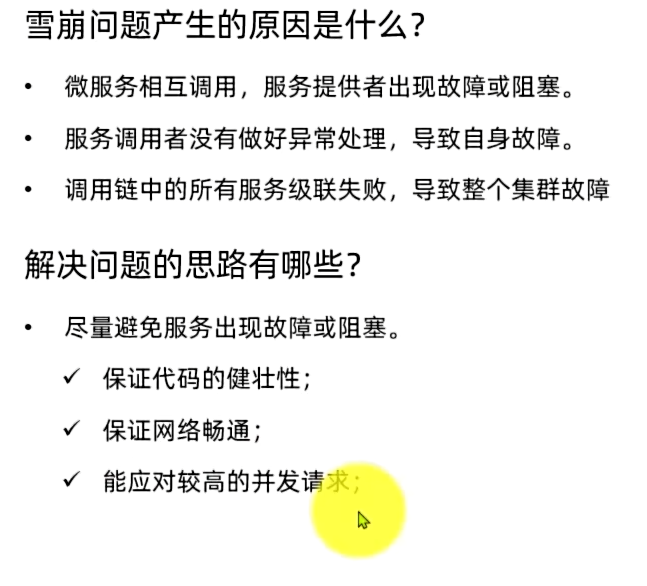 雪崩问题产生的原因是什么？
• 微服务相互调用，服务提供者出现故障或阻塞。
• 服务调用者没有做好异常处理，导致自身故障。
• 调用链中的所有服务级联失败，导致整个集群故障
解决问题的思路有哪些？
• 尽量避免服务出现故障或阻塞。
✓ 保证代码的健壮性；
✓ 保证网络畅通；
✓ 能应对较高的并发请求；